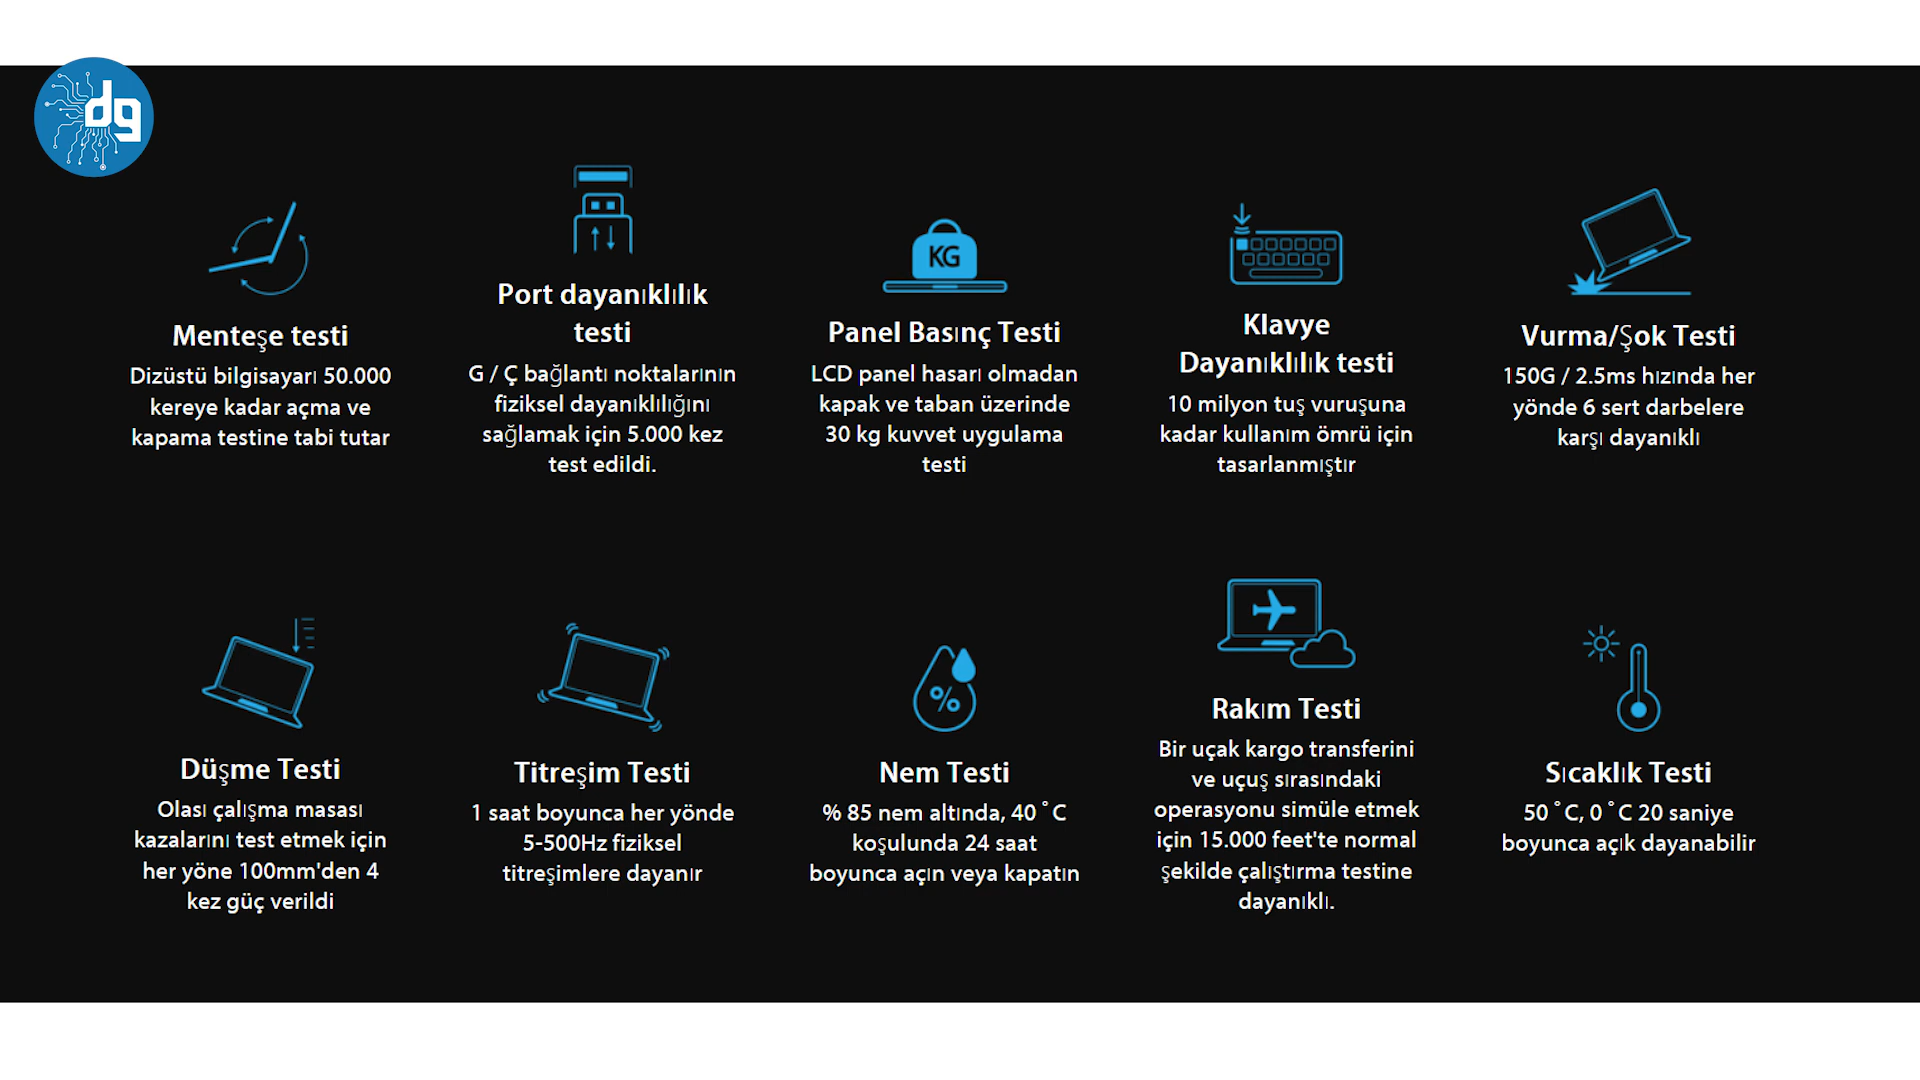 dg
Menteşe testi
Dizüstü bilgisayarı 50.000
kereye kadar açma ve
kapama testine tabi tutar
Port dayanıklılık
testi
G / Ç bağlantı noktalarının
fiziksel dayanıklılığını
sağlamak için 5.000 kez
test edildi.
KG
Panel Basınç Testi
LCD panel hasarı olmadan
kapak ve taban üzerinde
30 kg kuvvet uygulama
testi
Klavye
Dayanıklılık testi
10 milyon tuş vuruşuna
kadar kullanım ömrü için
tasarlanmıştır
Vurma/Şok Testi
150G / 2.5ms hızında her
yönde 6 sert darbelere
karşı dayanıklı
Düşme Testi
Olası çalışma masası
kazalarını test etmek için
her yöne 100mm'den 4
kez güç verildi
Titreşim Testi
1 saat boyunca her yönde
5-500Hz fiziksel
titreşimlere dayanır
%
Nem Testi
% 85 nem altında, 40 ˚ C
koşulunda 24 saat
boyunca açın veya kapatın
Rakım Testi
Bir uçak kargo transferini
ve uçuş sırasındaki
operasyonu simüle etmek
için 15.000 feet'te normal
şekilde çalıştırma testine
dayanıklı.
Sıcaklık Testi
50 ˚ C, 0 ˚ C 20 saniye
boyunca açık dayanabilir